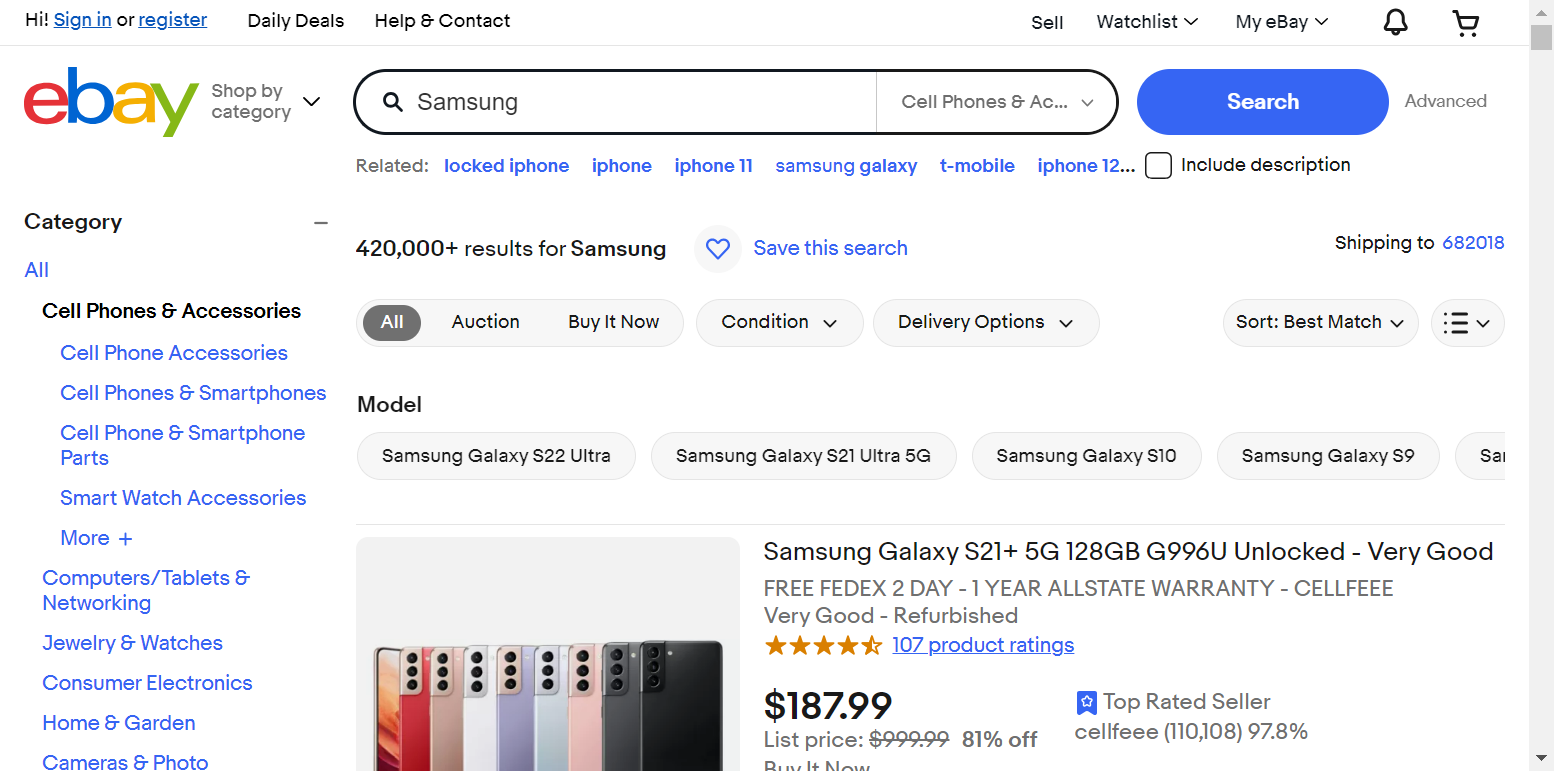 Hi! Sign in or register Daily Deals Help & Contact Sell Watchlist My eBay
ebay
Shop by
category
Samsung Cell Phones & Ac... Search Advanced
Related: locked iphone iphone iphone 11 samsung galaxy t-mobile iphone 12... Include description
Category
All
Cell Phones & Accessories
Cell Phone Accessories
Cell Phones & Smartphones
Cell Phone & Smartphone
Parts
Smart Watch Accessories
More +
Computers/Tablets &
Networking
Jewelry & Watches
Consumer Electronics
Home & Garden
Cameras & Photo
420,000+ results for Samsung Save this search Shipping to 682018
All Auction Buy It Now Condition Delivery Options Sort: Best Match
Model
Samsung Galaxy S22 Ultra Samsung Galaxy S21 Ultra 5G Samsung Galaxy S10 Samsung Galaxy S9
Samsung Galaxy S21+ 5G 128GB G996U Unlocked - Very Good
FREE FEDEX 2 DAY - 1 YEAR ALLSTATE WARRANTY - CELLFEEE
Very Good - Refurbished
107 product ratings
$187.99
List price: $999.99 81% off
Buy It Now
Top Rated Seller
cellfeee (110,108) 97.8%